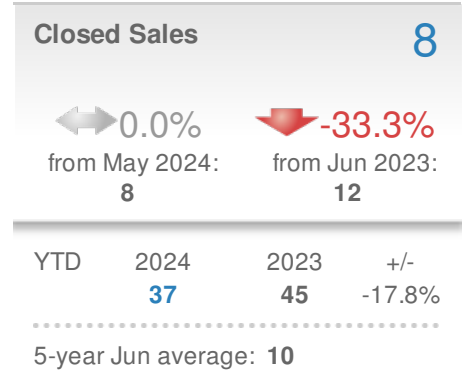 Closed Sales 8
0.0% -33.3%
from May 2024: from Jun 2023:
8 12
YTD 2024 2023 +/-
37 45 -17.8%
5-year Jun average: 10